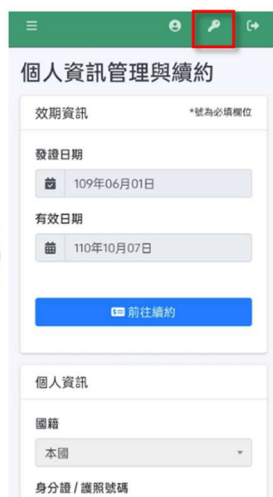 個人資訊管理與續約
效期資訊
*號為必填欄位
發證日期
109年06月01日
有效日期
110年10月07日
前往續約
個人資訊
國籍
本國
身分證 / 護照號碼